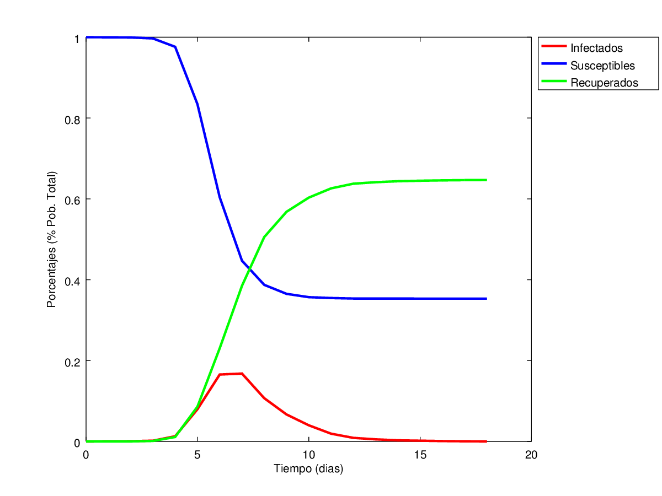 1
0.8
0.6
0.4
0.2
0
0
5
10
15
20
Porcentajes (% Pob. Total)
Tiempo (dias)
Infectados
Susceptibles
Recuperados